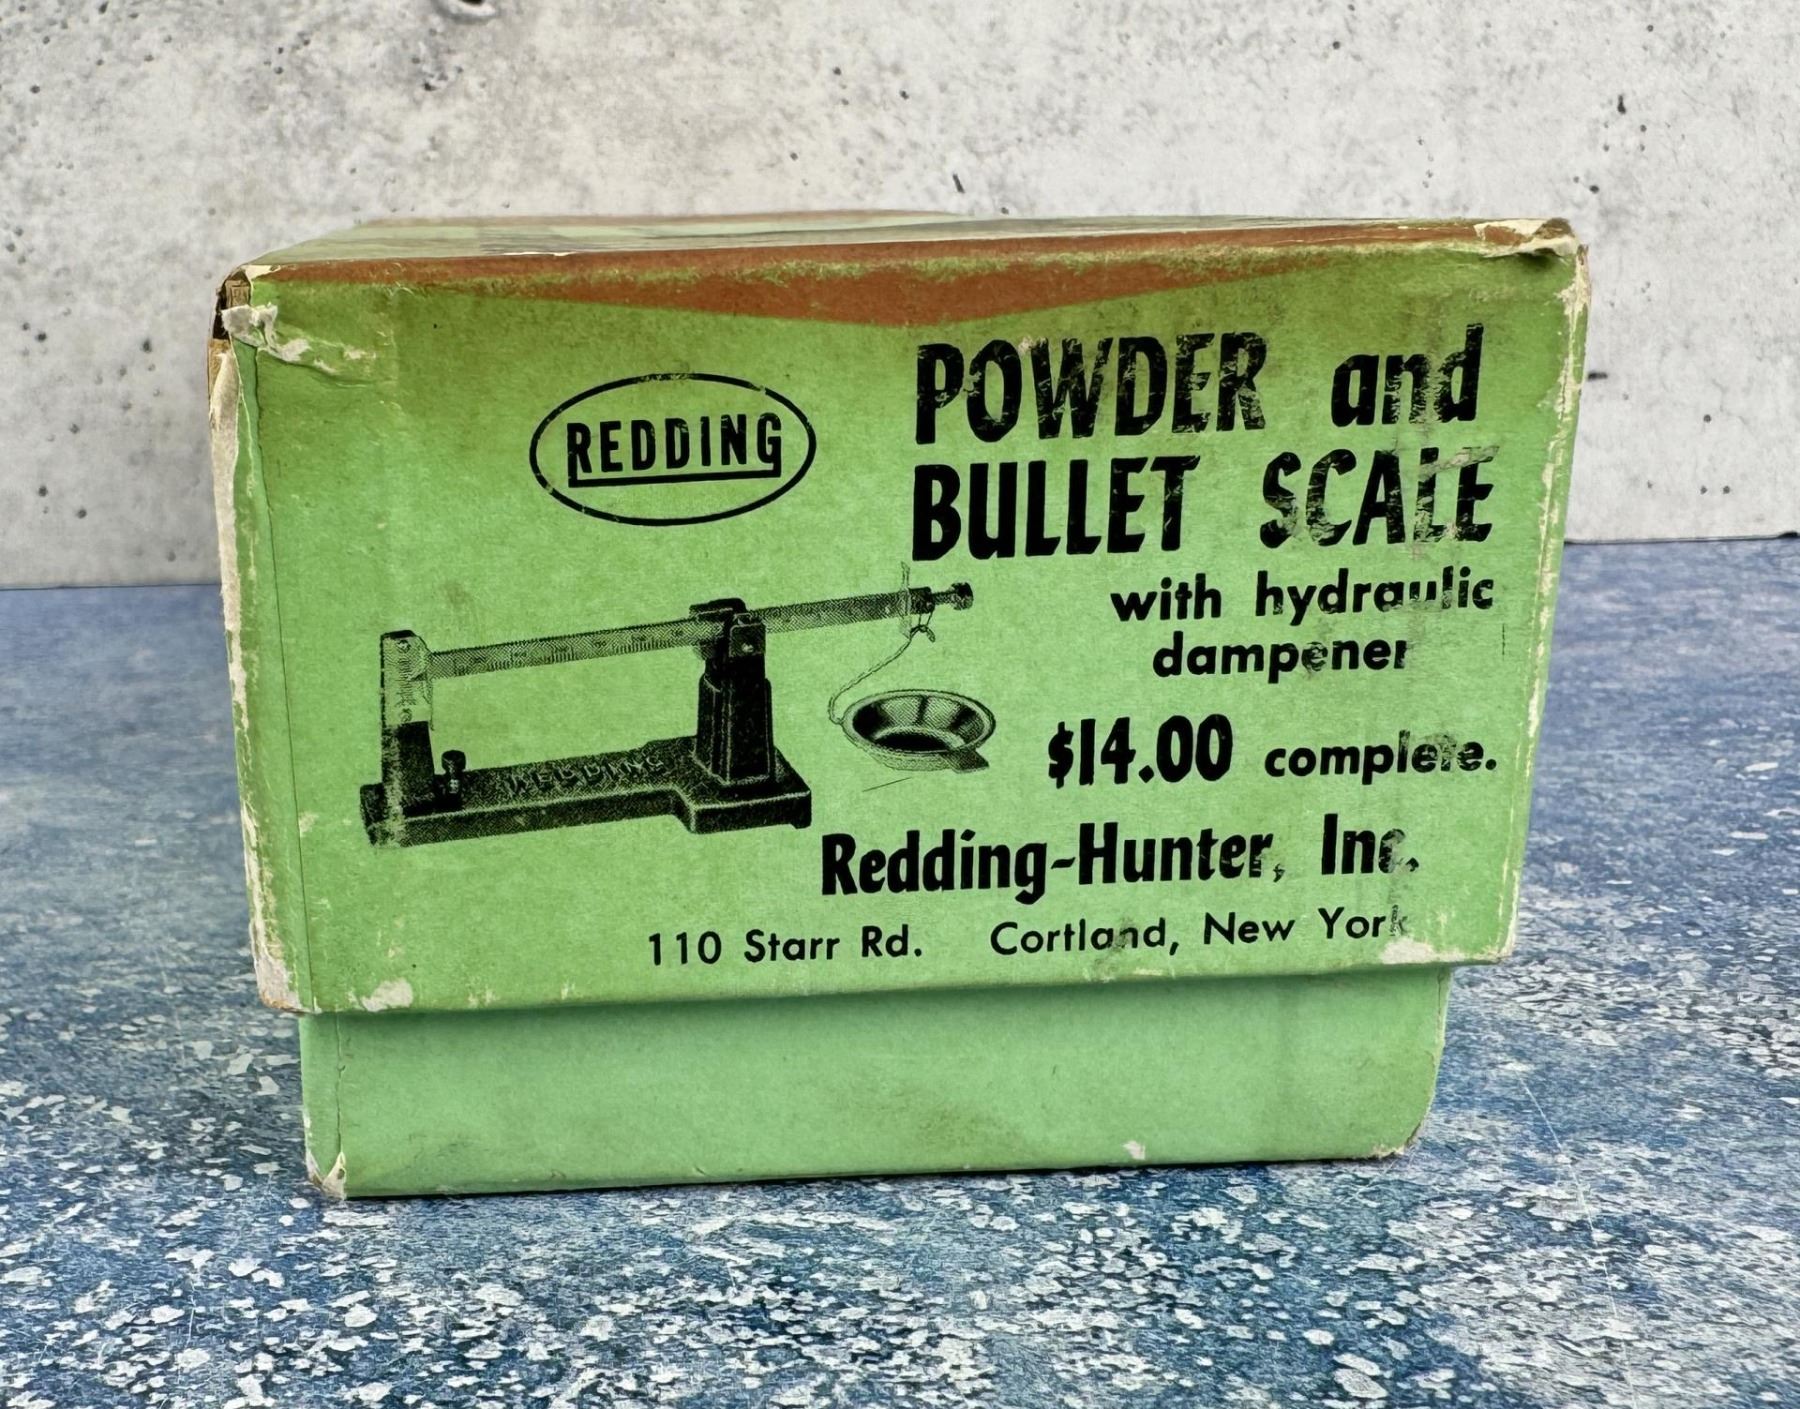 REDDING
POWDER and
BULLET SCALE
with hydraulic
dampener
$14.00 complete.
REDDING
Redding-Hunter, Inc.
110 Starr Rd. Cortland, New York